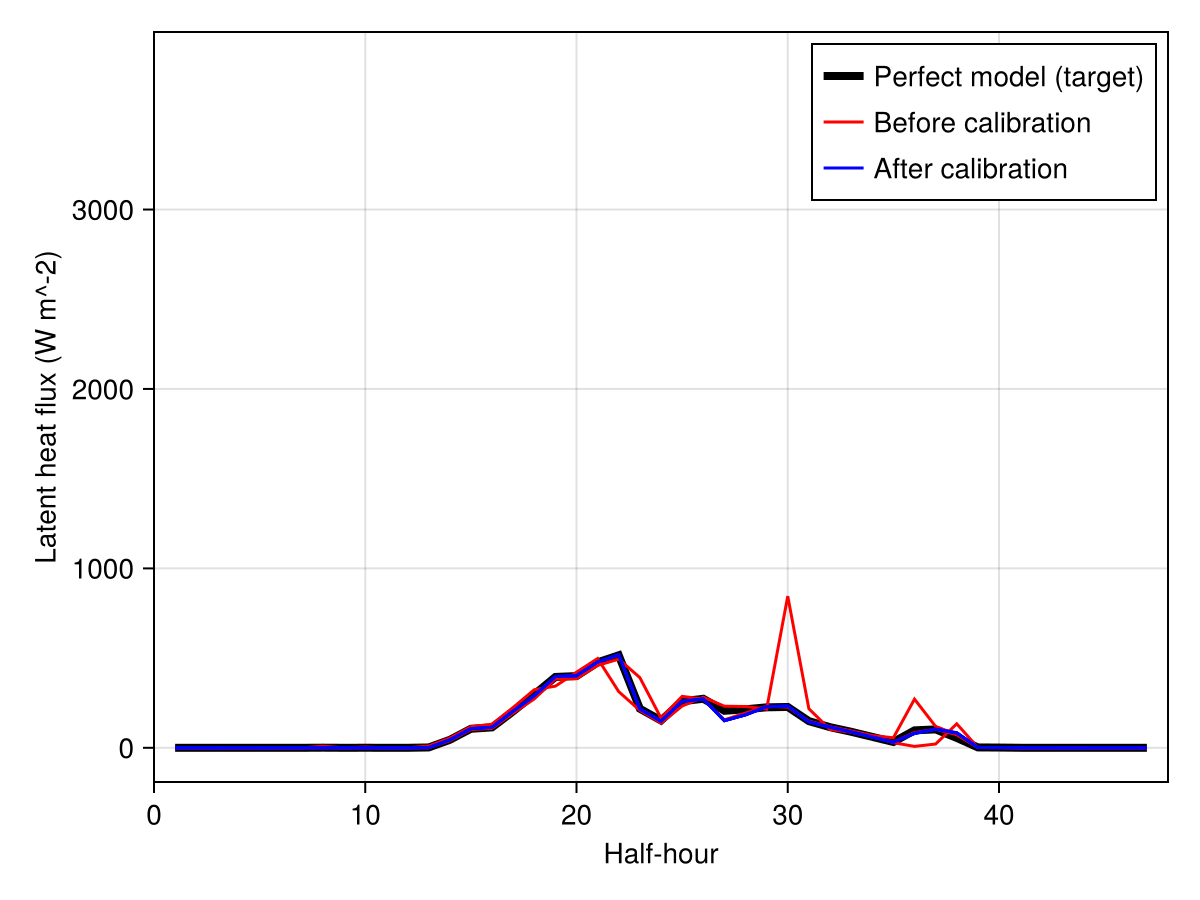 Perfect model (target)
Before calibration
After calibration
3000
2000
1000
0
Latent heat flux (W m^-2)
0 10 20 30 40
Half-hour